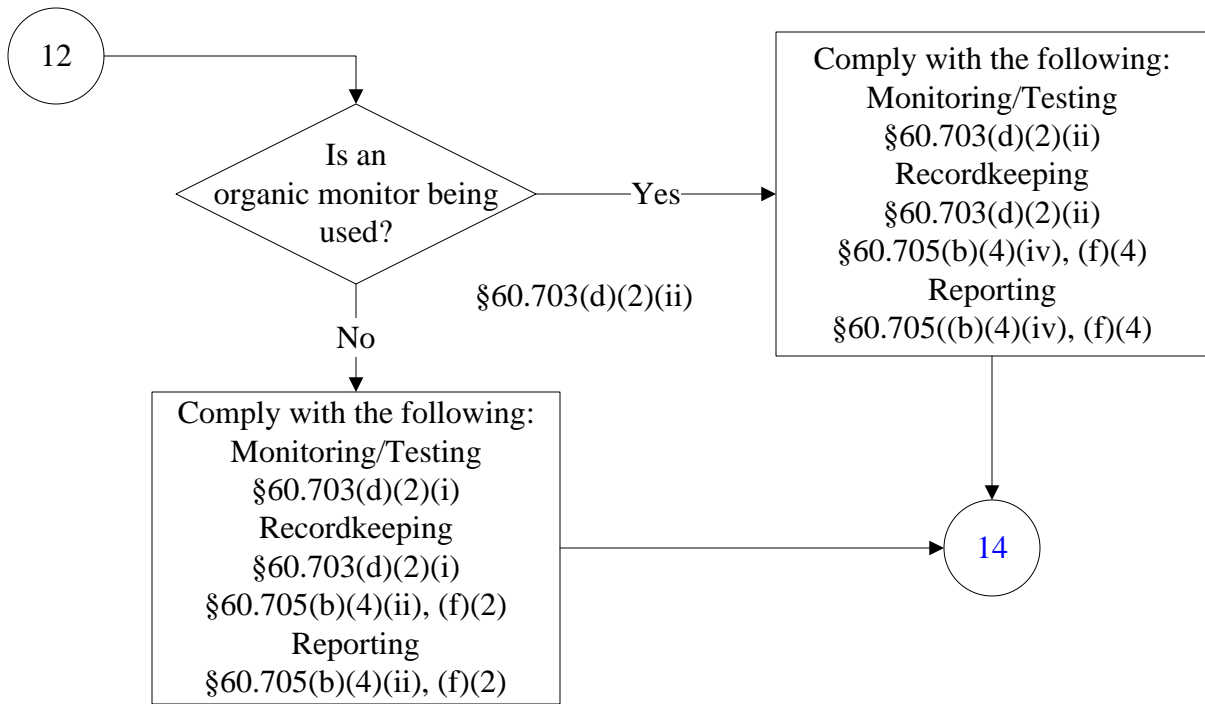 12
Is an
organic monitor being
used?
Yes
§60.703(d)(2)(ii)
No
Comply with the following:
Monitoring/Testing
§60.703(d)(2)(ii)
Recordkeeping
§60.703(d)(2)(ii)
§60.705(b)(4)(iv), (f)(4)
Reporting
§60.705((b)(4)(iv), (f)(4)
Comply with the following:
Monitoring/Testing
§60.703(d)(2)(i)
Recordkeeping
§60.703(d)(2)(i)
§60.705(b)(4)(ii), (f)(2)
Reporting
§60.705(b)(4)(ii), (f)(2)
14